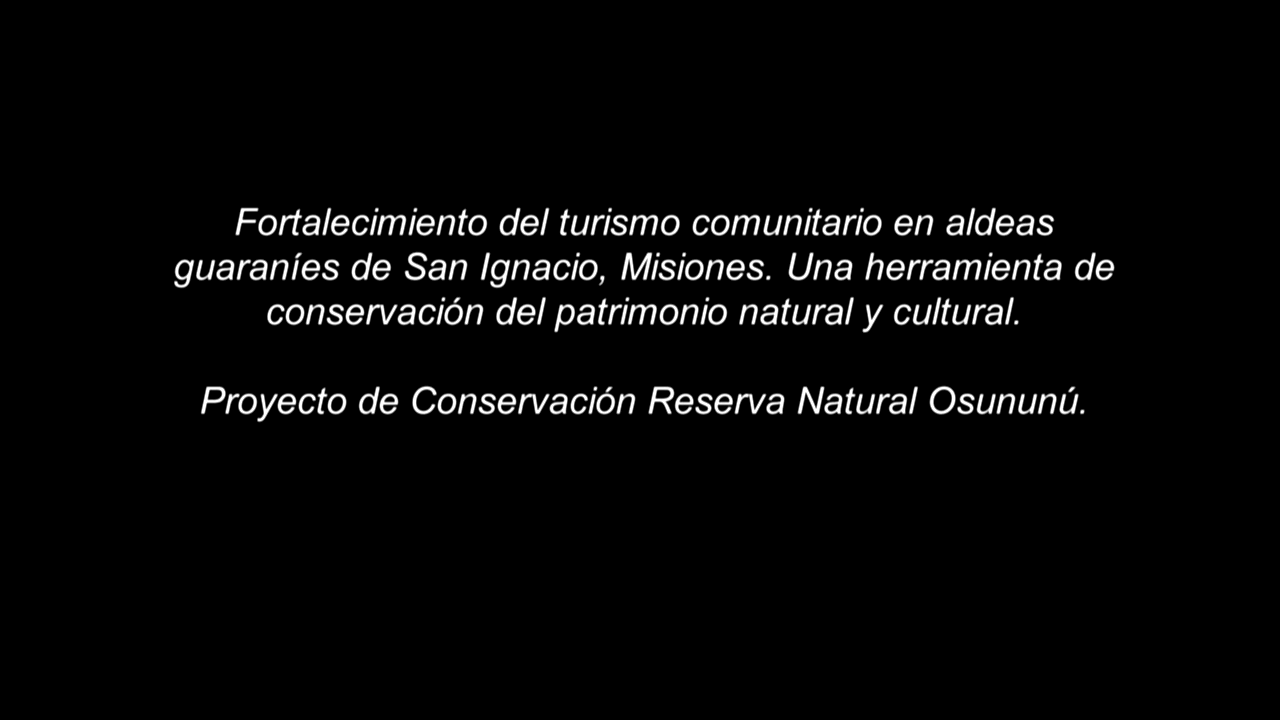 Fortalecimiento del turismo comunitario en aldeas
guaraníes de San Ignacio, Misiones. Una herramienta de
conservación del patrimonio natural y cultural.
Proyecto de Conservación Reserva Natural Osununú.